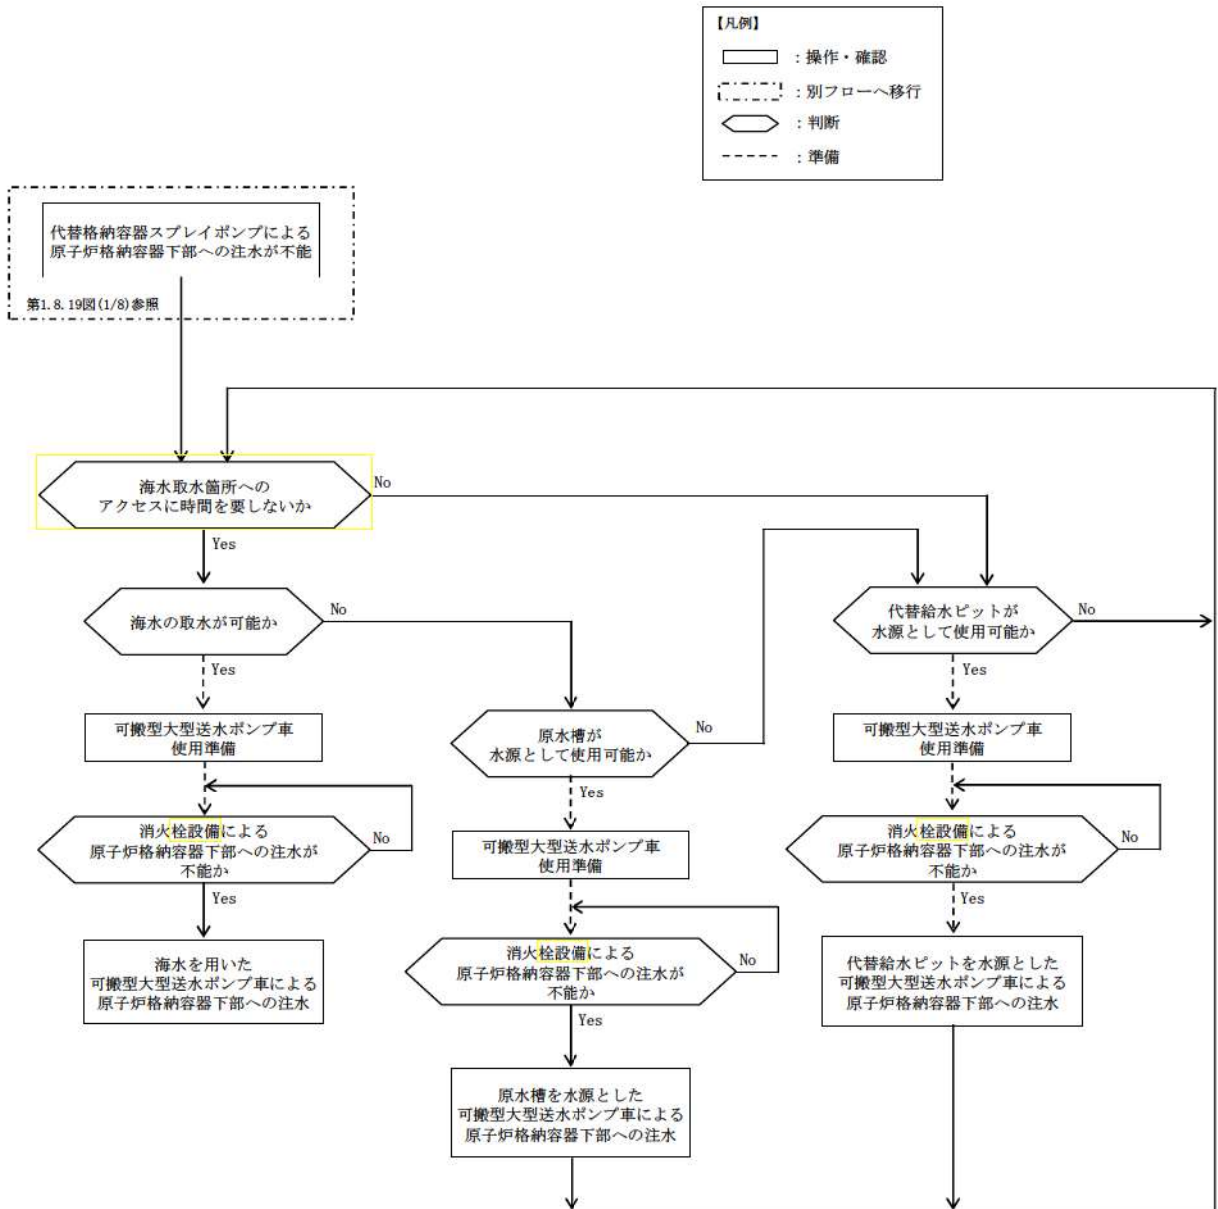 【凡例】
：操作・確認
：別フローへ移行
：判断
：準備
代替格納容器スプレイポンプによる
原子炉格納容器下部への注水が不能
第1.8.19図(1/8)参照
海水取水箇所への
アクセスに時間を要しないか
No
Yes
海水の取水が可能か
No
Yes
可搬型大型送水ポンプ車
使用準備
消火栓設備による
原子炉格納容器下部への注水が
不能か
No
Yes
海水を用いた
可搬型大型送水ポンプ車による
原子炉格納容器下部への注水
原水槽が
水源として使用可能か
No
Yes
可搬型大型送水ポンプ車
使用準備
消火栓設備による
原子炉格納容器下部への注水が
不能か
No
Yes
原水槽を水源とした
可搬型大型送水ポンプ車による
原子炉格納容器下部への注水
代替給水ピットが
水源として使用可能か
No
Yes
可搬型大型送水ポンプ車
使用準備
消火栓設備による
原子炉格納容器下部への注水が
不能か
No
Yes
代替給水ピットを水源とした
可搬型大型送水ポンプ車による
原子炉格納容器下部への注水